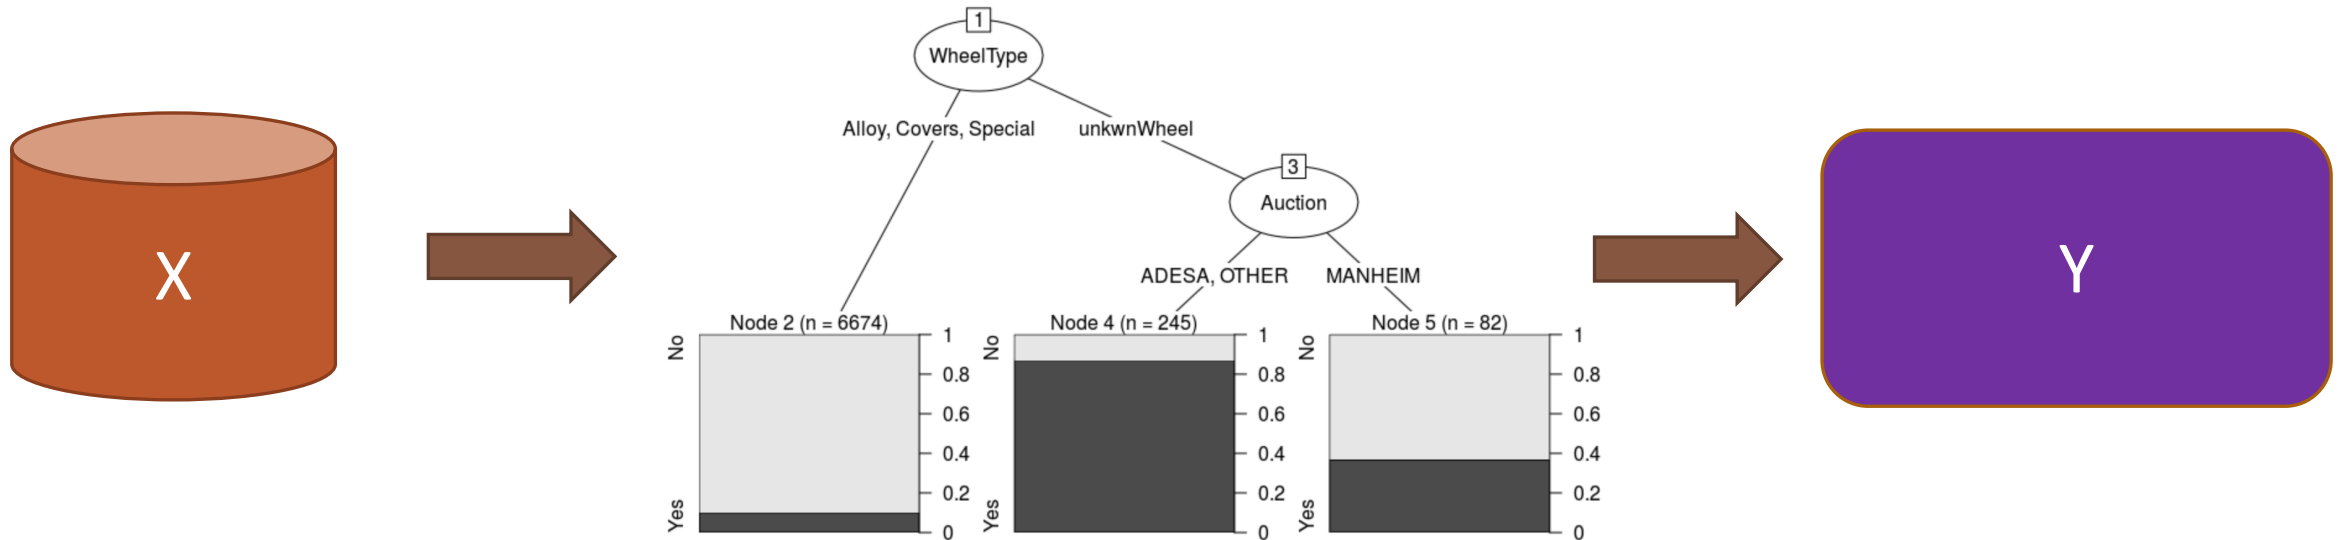 1
WheelType
Alloy, Covers, Special
unkwnWheel
3
Auction
ADESA, OTHER
MANHEIM
X
Y
Node 2 (n = 6674)
No
Yes
1
0.8
0.6
0.4
0.2
0
Node 4 (n = 245)
No
Yes
1
0.8
0.6
0.4
0.2
0
Node 5 (n = 82)
No
Yes
1
0.8
0.6
0.4
0.2
0